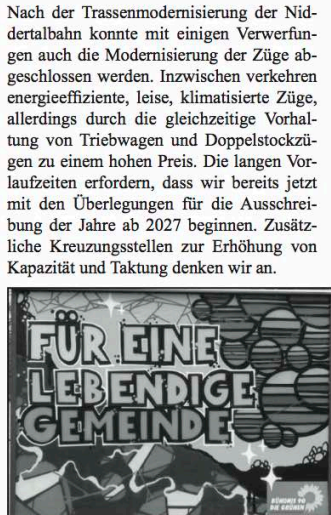 Nach der Trassenmodernisierung der Nid-
dertalbahn konnte mit einigen Verwerfun-
gen auch die Modernisierung der Züge ab-
geschlossen werden. Inzwischen verkehren
energieeffiziente, leise, klimatisierte Züge,
allerdings durch die gleichzeitige Vorhal-
tung von Triebwagen und Doppelstockzü-
gen zu einem hohen Preis. Die langen Vor-
laufzeiten erfordern, dass wir bereits jetzt
mit den Überlegungen für die Ausschrei-
bung der Jahre ab 2027 beginnen. Zusätz-
liche Kreuzungsstellen zur Erhöhung von
Kapazität und Taktung denken wir an.
FÜR EINE
LEBENDIGE
GEMEINDE
BÜNDNIS 90
DIE GRÜNEN